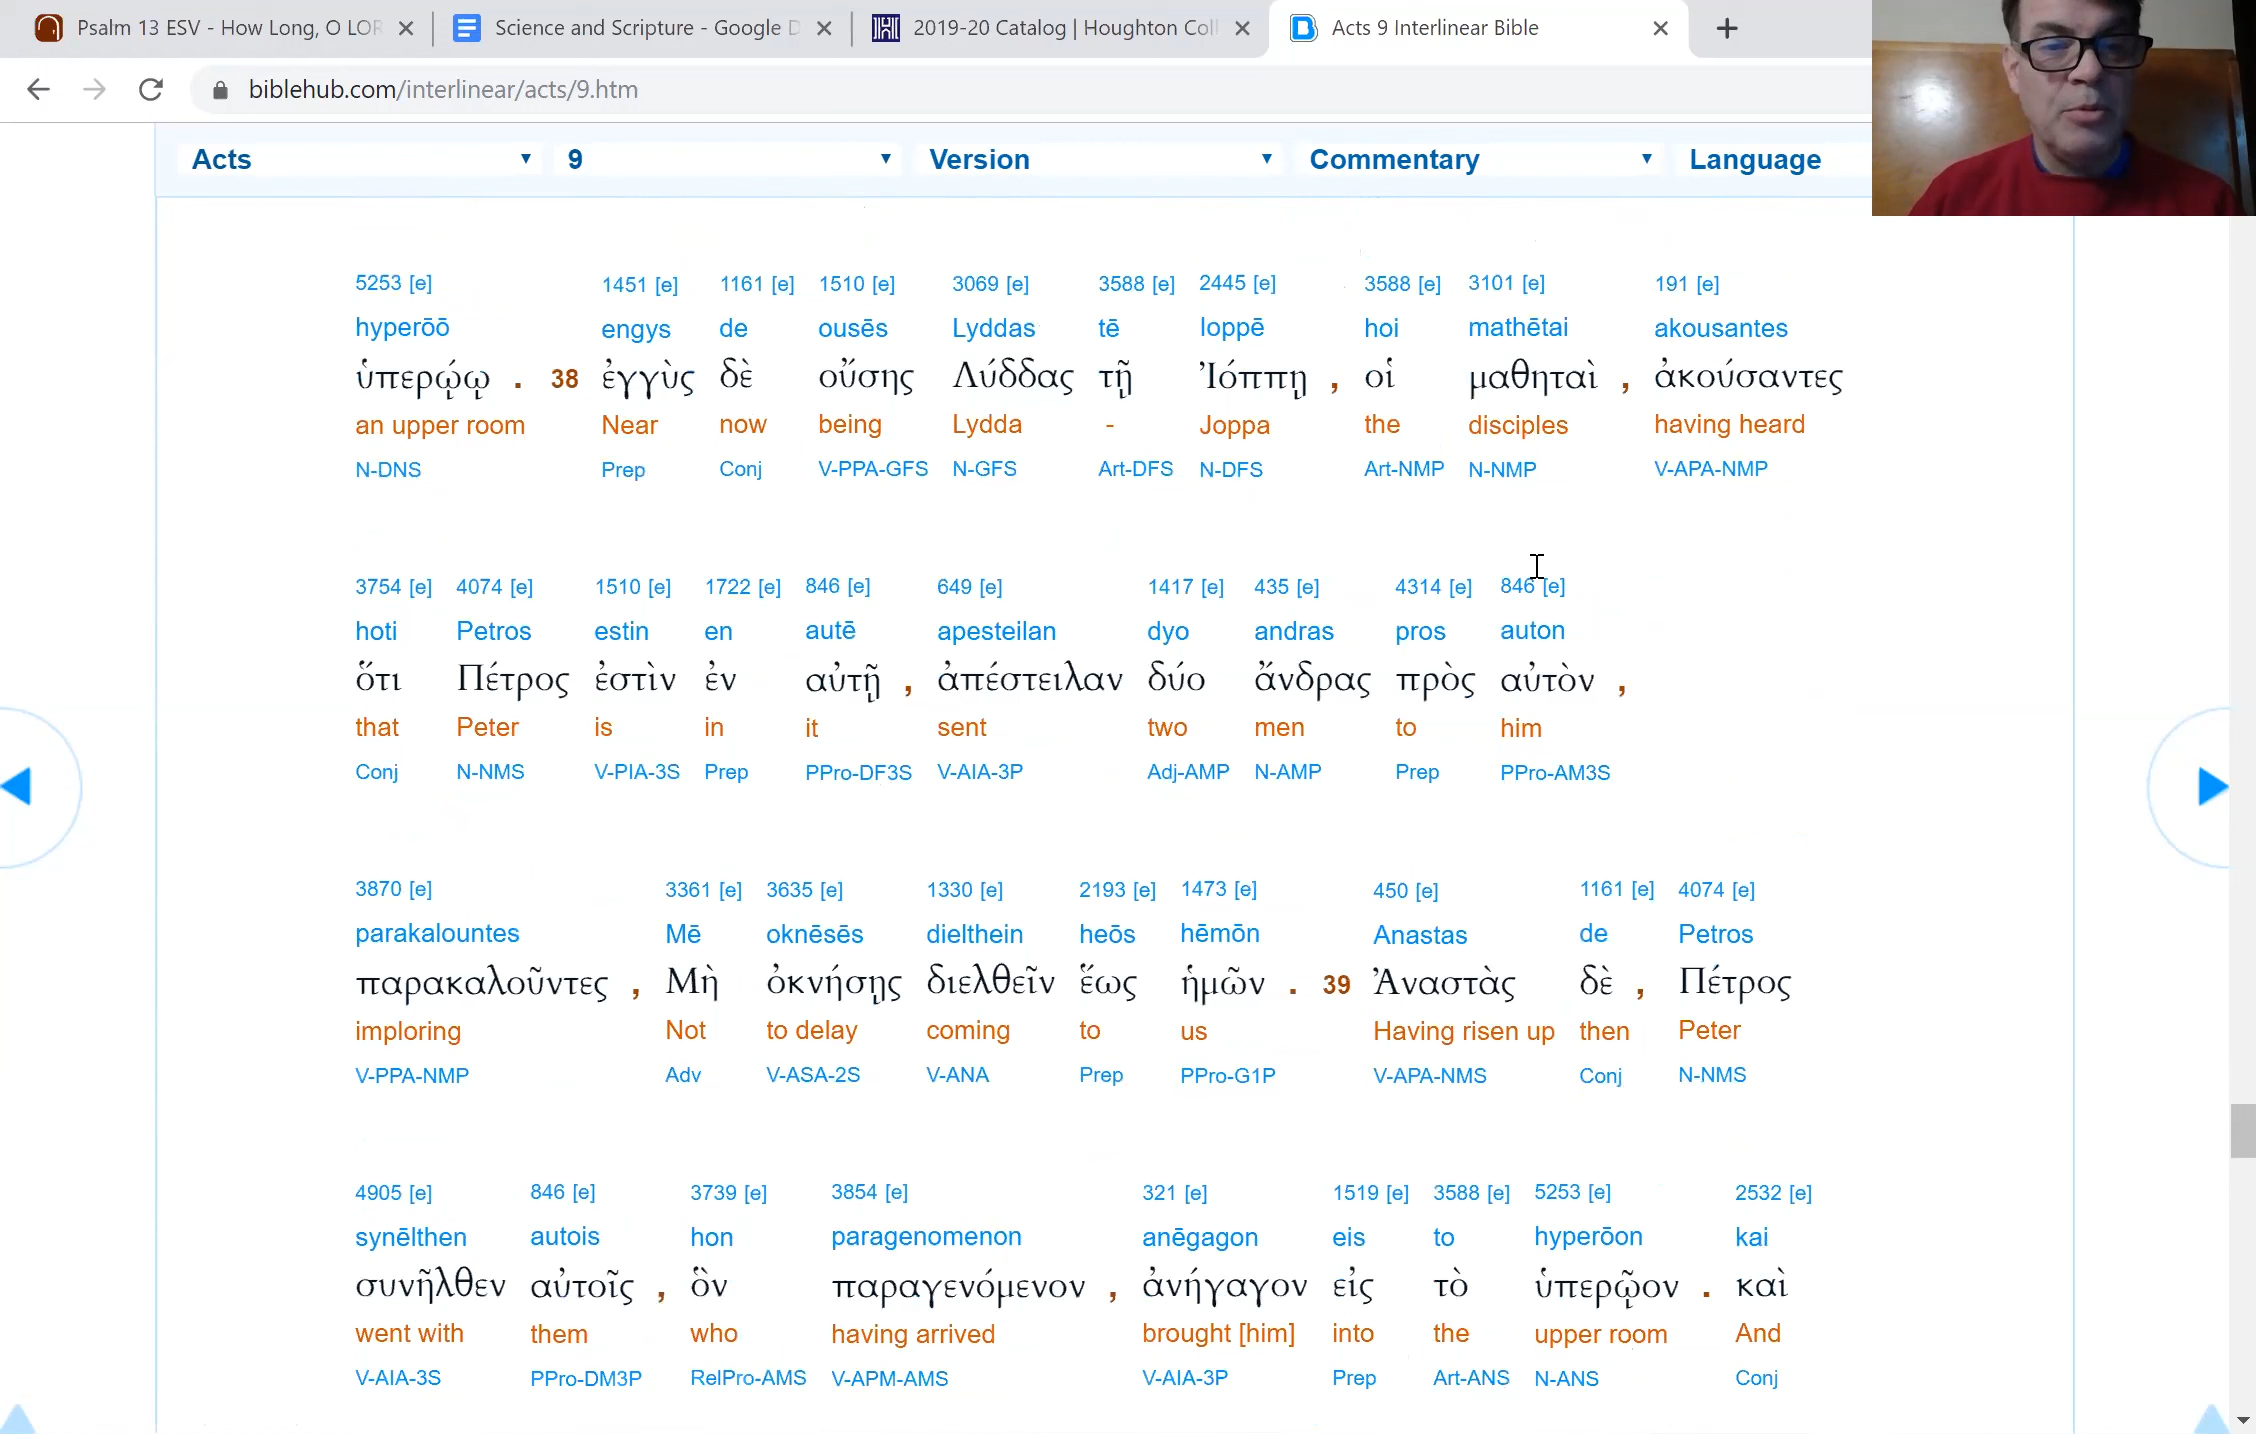 Psalm 13 ESV - How Long, O LOR
Science and Scripture - Google D
2019-20 Catalog | Houghton Coll
Acts 9 Interlinear Bible
biblehub.com/interlinear/acts/9.htm
Acts 9 Version Commentary Language
5253 [e] 1451 [e] 1161 [e] 1510 [e] 3069 [e] 3588 [e] 2445 [e] 3588 [e] 3101 [e] 191 [e]
hyperōō engys de ousēs Lyddas tē Ioppē hoi mathētai akousantes
ὑπερῴῳ . 38 ἐγγὺς δὲ οὔσης Λύδδας τῇ Ἰόππῃ , οἱ μαθηταὶ , ἀκούσαντες
an upper room Near now being Lydda - Joppa the disciples having heard
N-DNS Prep Conj V-PPA-GFS N-GFS Art-DFS N-DFS Art-NMP N-NMP V-APA-NMP
3754 [e] 4074 [e] 1510 [e] 1722 [e] 846 [e] 649 [e] 1417 [e] 435 [e] 4314 [e] 846 [e]
hoti Petros estin en autē apesteilan dyo andras pros auton
ὅτι Πέτρος ἐστὶν ἐν αὐτῇ , ἀπέστειλαν δύο ἄνδρας πρὸς αὐτὸν ,
that Peter is in it sent two men to him
Conj N-NMS V-PIA-3S Prep PPro-DF3S V-AIA-3P Adj-AMP N-AMP Prep PPro-AM3S
3870 [e] 3361 [e] 3635 [e] 1330 [e] 2193 [e] 1473 [e] 450 [e] 1161 [e] 4074 [e]
parakalountes Mē oknēsēs dielthein heōs hēmōn Anastas de Petros
παρακαλοῦντες , Μὴ ὀκνήσῃς διελθεῖν ἕως ἡμῶν . 39 Ἀναστὰς δὲ , Πέτρος
imploring Not to delay coming to us Having risen up then Peter
V-PPA-NMP Adv V-ASA-2S V-ANA Prep PPro-G1P V-APA-NMS Conj N-NMS
4905 [e] 846 [e] 3739 [e] 3854 [e] 321 [e] 1519 [e] 3588 [e] 5253 [e] 2532 [e]
synēlthen autois hon paragenomenon anēgagon eis to hyperōon kai
συνῆλθεν αὐτοῖς , ὃν παραγενόμενον , ἀνήγαγον εἰς τὸ ὑπερῷον . καὶ
went with them who having arrived brought [him] into the upper room And
V-AIA-3S PPro-DM3P RelPro-AMS V-APM-AMS V-AIA-3P Prep Art-ANS N-ANS Conj